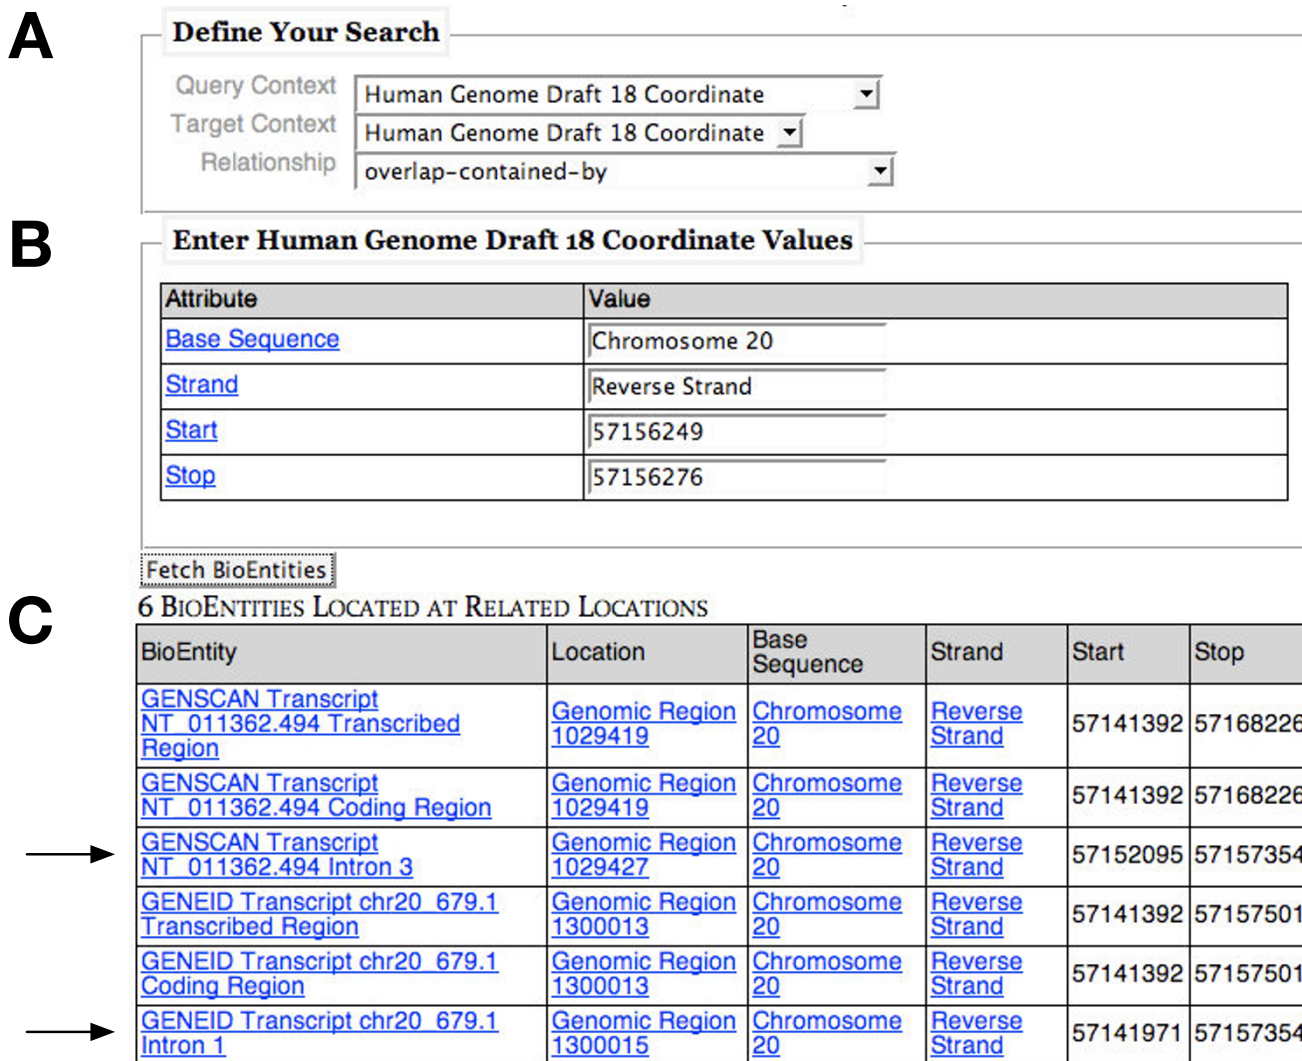 A
Define Your Search
Query Context Human Genome Draft 18 Coordinate
Target Context Human Genome Draft 18 Coordinate
Relationship overlap-contained-by
B
Enter Human Genome Draft 18 Coordinate Values
Attribute Value
Base Sequence Chromosome 20
Strand Reverse Strand
Start 57156249
Stop 57156276
Fetch BioEntities
C
6 BIOENTITIES LOCATED AT RELATED LOCATIONS
BioEntity Location Base Sequence Strand Start Stop
GENSCAN Transcript
NT_011362.494 Transcribed
Region
Genomic Region
1029419
Chromosome
20
Reverse
Strand
57141392 57168226
GENSCAN Transcript
NT_011362.494 Coding Region
Genomic Region
1029419
Chromosome
20
Reverse
Strand
57141392 57168226
GENSCAN Transcript
NT_011362.494 Intron 3
Genomic Region
1029427
Chromosome
20
Reverse
Strand
57152095 57157354
GENEID Transcript chr20_679.1
Transcribed Region
Genomic Region
1300013
Chromosome
20
Reverse
Strand
57141392 57157501
GENEID Transcript chr20_679.1
Coding Region
Genomic Region
1300013
Chromosome
20
Reverse
Strand
57141392 57157501
GENEID Transcript chr20_679.1
Intron 1
Genomic Region
1300015
Chromosome
20
Reverse
Strand
57141971 57157354